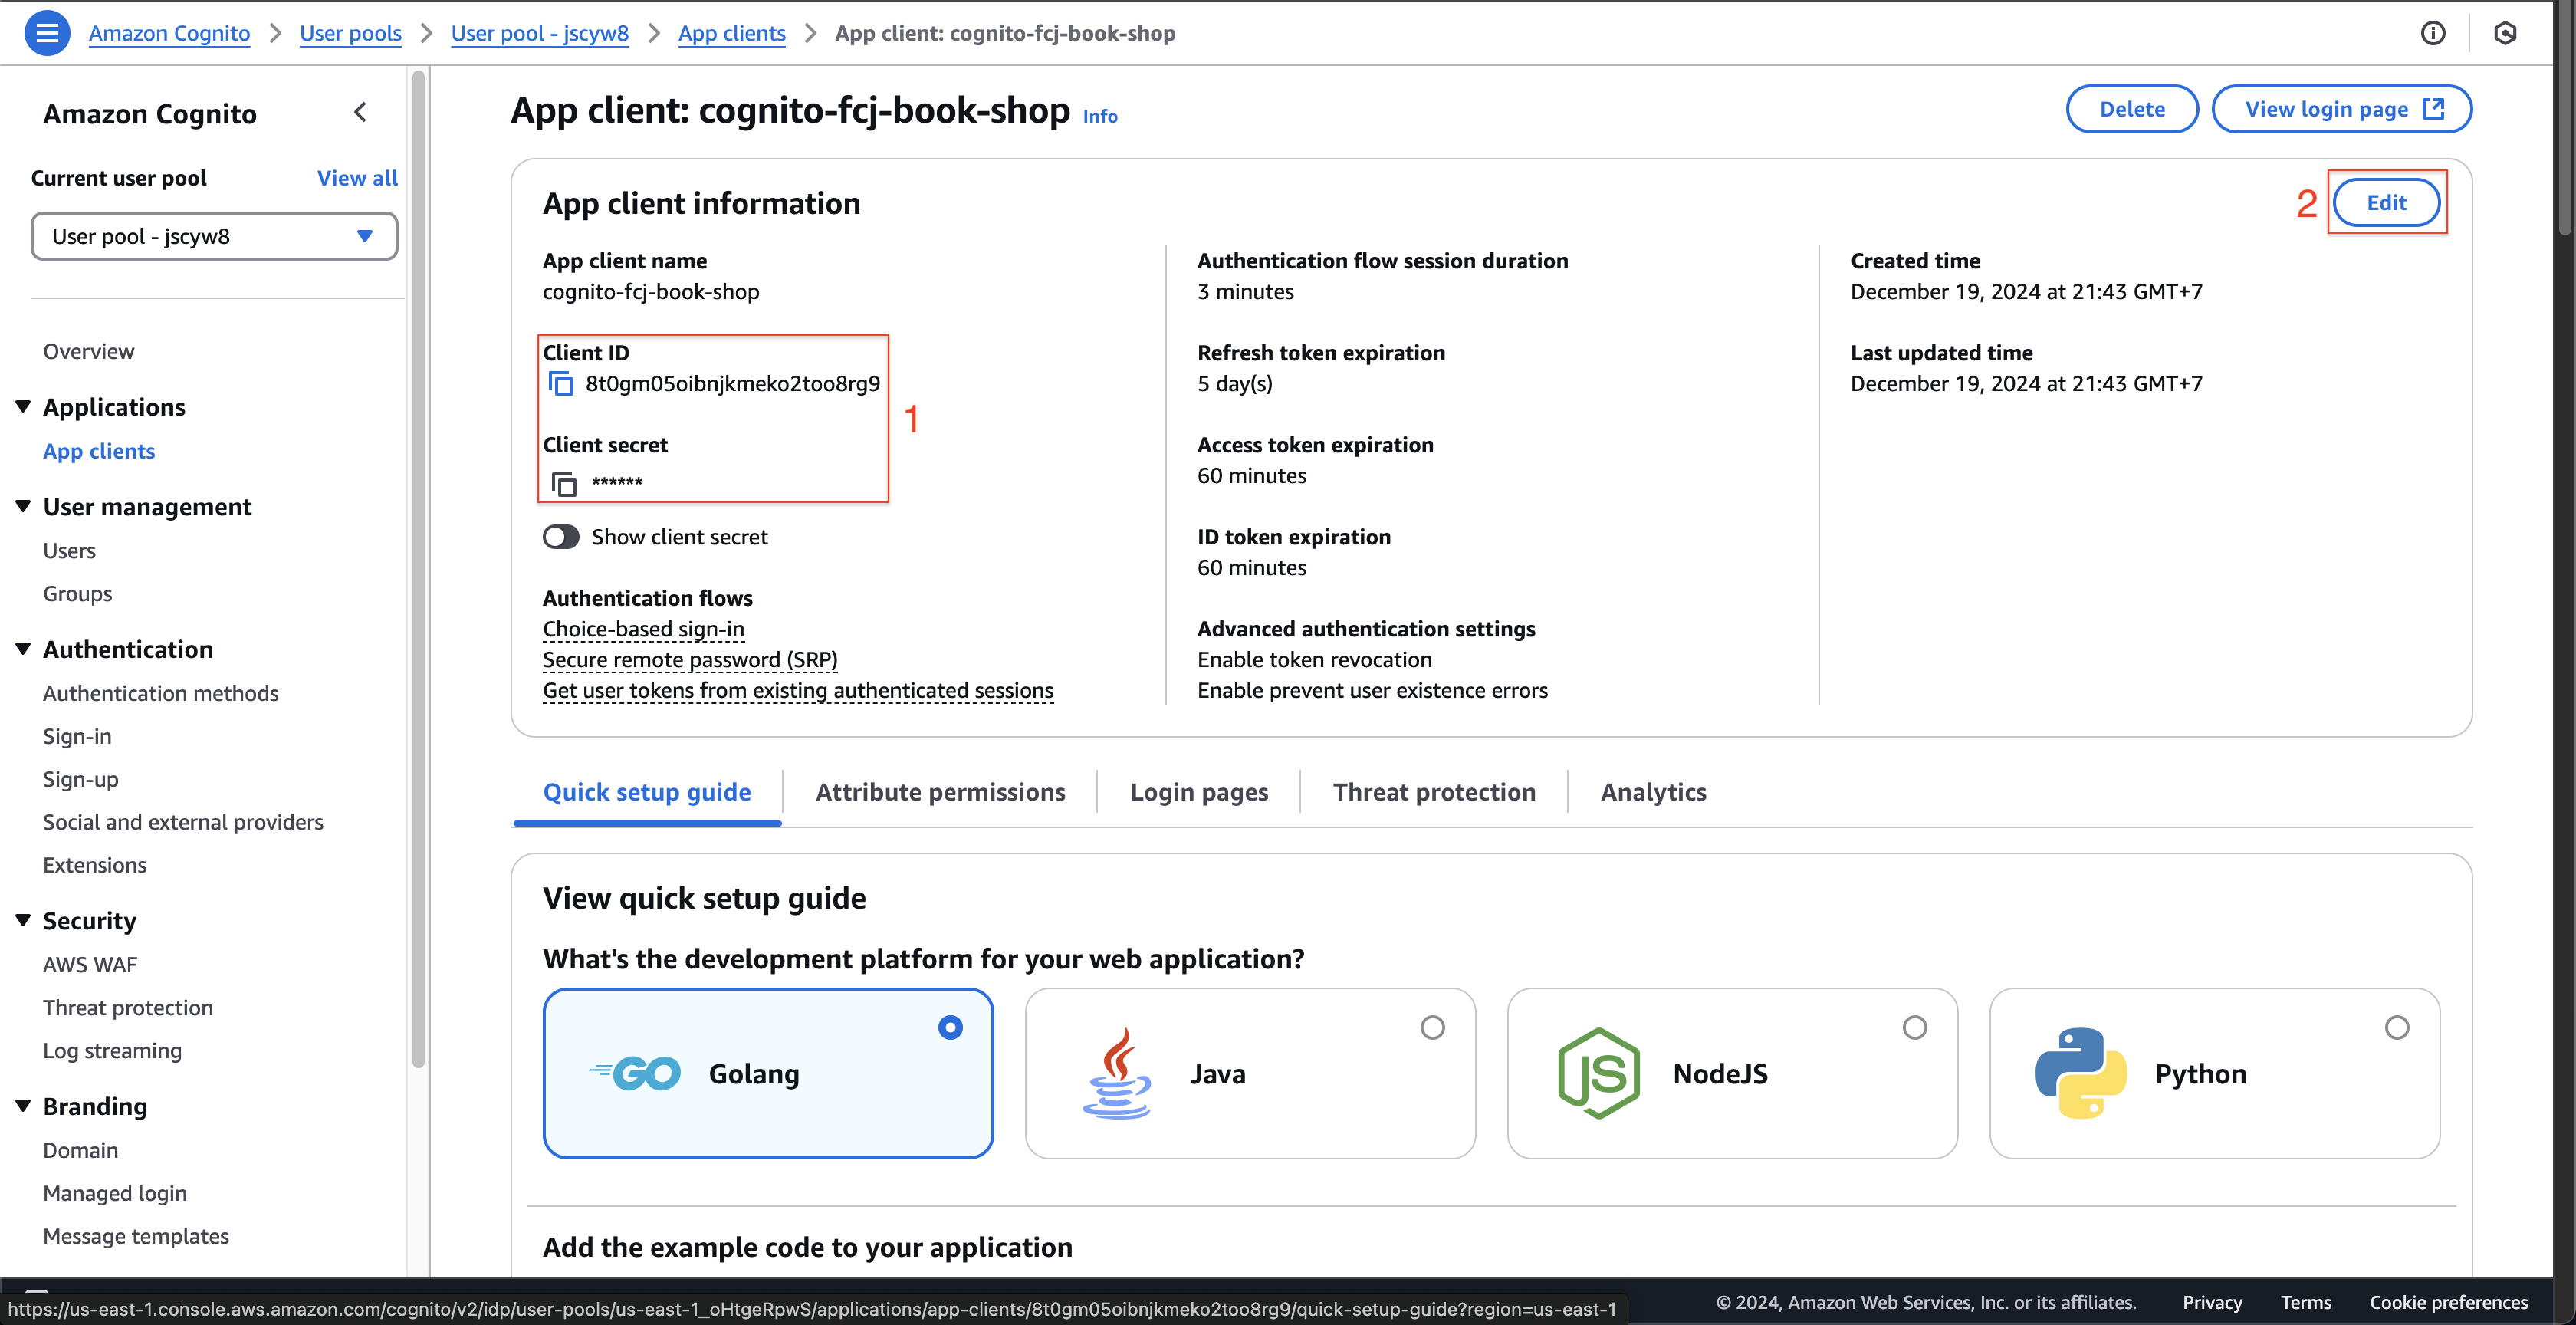 Amazon Cognito > User pools > User pool - jscyw8 > App clients > App client: cognito-fcj-book-shop
Amazon Cognito
Current user pool View all
User pool - jscyw8
Overview
Applications
App clients
User management
Users
Groups
Authentication
Authentication methods
Sign-in
Sign-up
Social and external providers
Extensions
Security
AWS WAF
Threat protection
Log streaming
Branding
Domain
Managed login
Message templates
App client: cognito-fcj-book-shop Info
Delete
View login page
App client information
2
Edit
App client name
cognito-fcj-book-shop
Client ID
8t0gm05oibnjkmeko2too8rg9
1
Client secret
******
Show client secret
Authentication flows
Choice-based sign-in
Secure remote password (SRP)
Get user tokens from existing authenticated sessions
Authentication flow session duration
3 minutes
Refresh token expiration
5 day(s)
Access token expiration
60 minutes
ID token expiration
60 minutes
Advanced authentication settings
Enable token revocation
Enable prevent user existence errors
Created time
December 19, 2024 at 21:43 GMT+7
Last updated time
December 19, 2024 at 21:43 GMT+7
Quick setup guide
Attribute permissions
Login pages
Threat protection
Analytics
View quick setup guide
What's the development platform for your web application?
GO Golang
Java
JS NodeJS
Python
Add the example code to your application
https://us-east-1.console.aws.amazon.com/cognito/v2/idp/user-pools/us-east-1_oHtgeRpwS/applications/app-clients/8t0gm05oibnjkmeko2too8rg9/quick-setup-guide?region=us-east-1
© 2024, Amazon Web Services, Inc. or its affiliates. Privacy Terms Cookie preferences